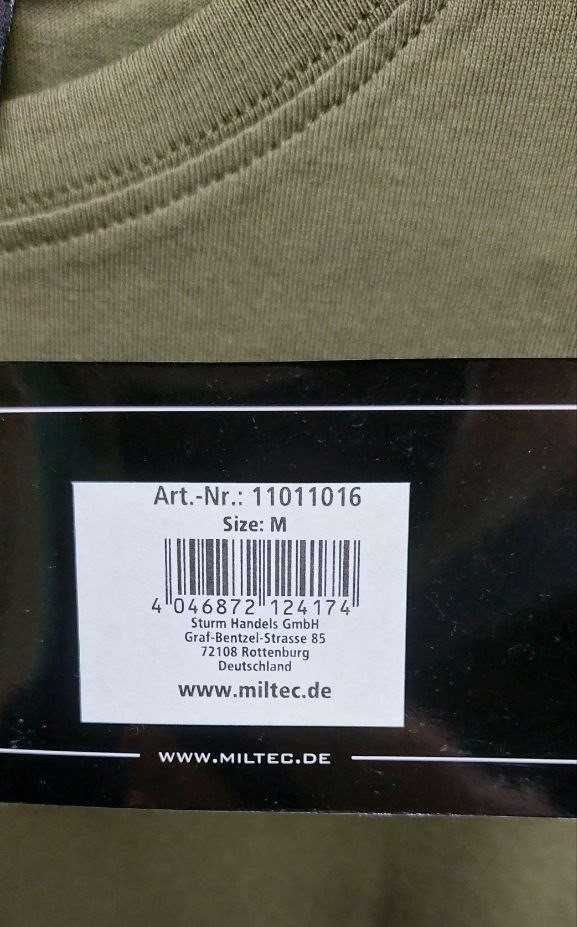 Art.-Nr.: 11011016
Size: M
4 046872 124174
Sturm Handels GmbH
Graf-Bentzel-Strasse 85
72108 Rottenburg
Deutschland
www.miltec.de
WWW.MILTEC.DE